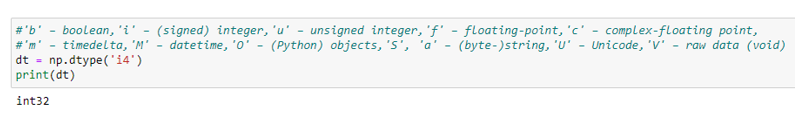 #'b' – boolean,'i' – (signed) integer,'u' – unsigned integer,'f' – floating-point,'c' – complex-floating point,
#'m' – timedelta,'M' – datetime,'O' – (Python) objects,'S', 'a' – (byte-)string,'U' – Unicode,'V' – raw data (void)
dt = np.dtype('i4')
print(dt)
int32